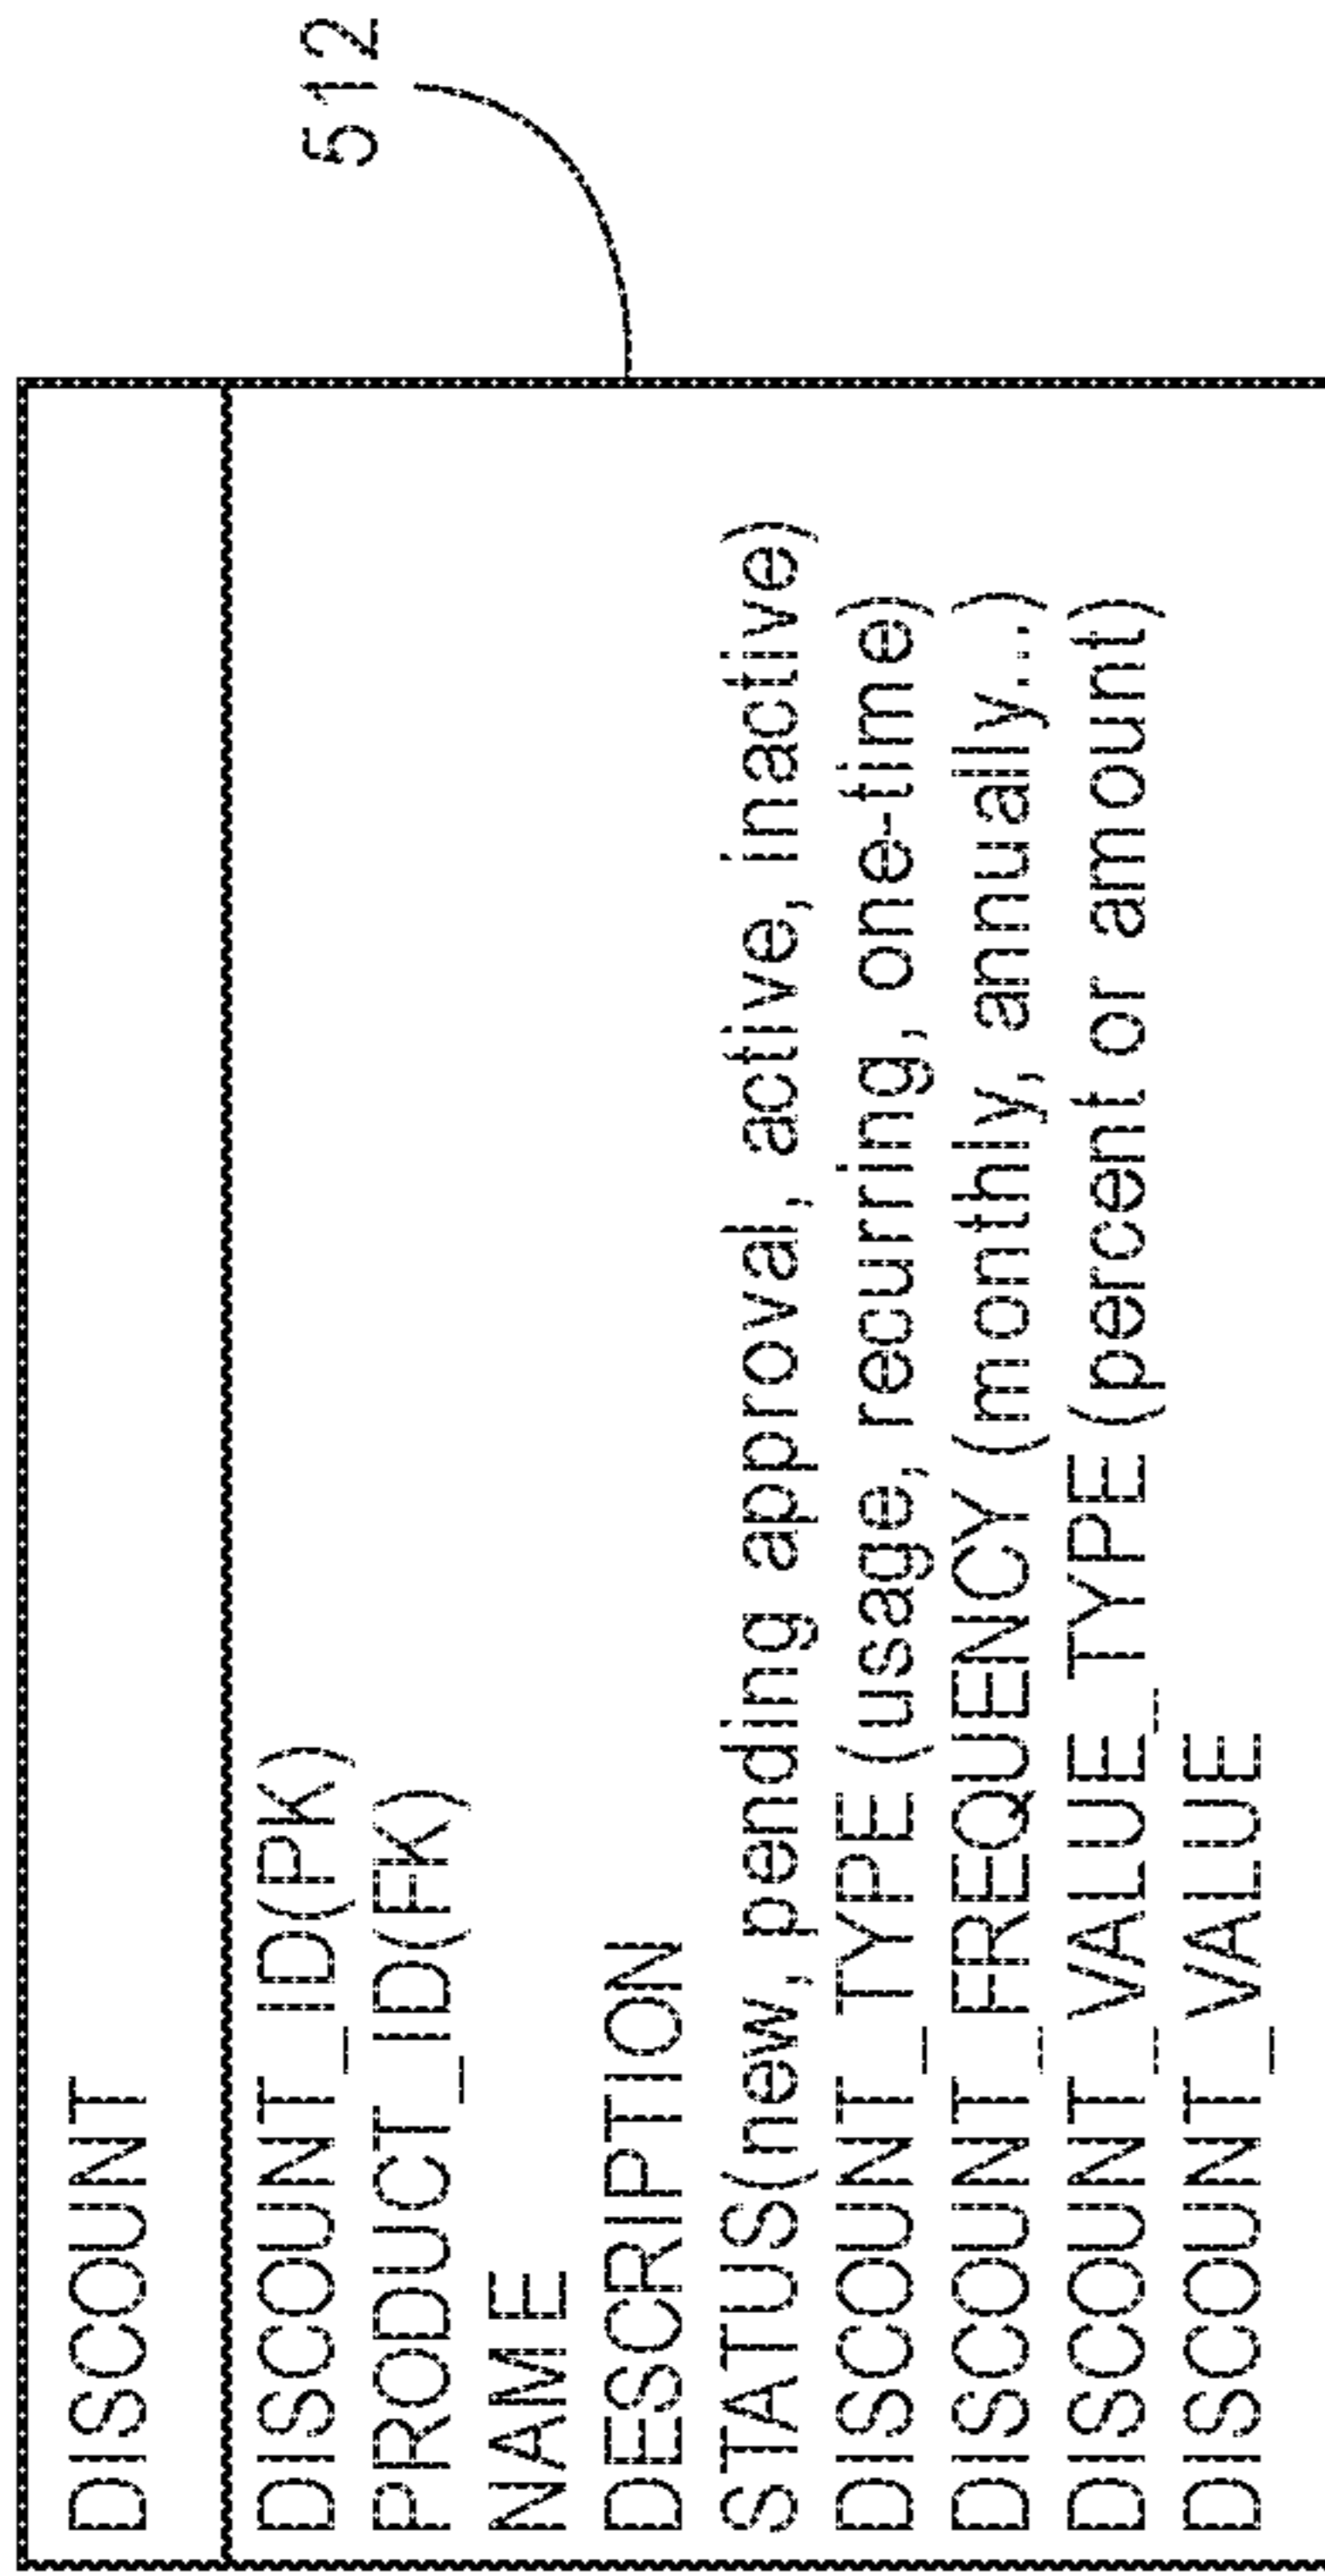 DISCOUNT
DISCOUNT_ID(PK)
PRODUCT_ID(FK)
NAME
DESCRIPTION
STATUS(new, pending approval, active, inactive)
DISCOUNT_TYPE(usage, recurring, one-time)
DISCOUNT_FREQUENCY (monthly, annually...)
DISCOUNT_VALUE_TYPE(percent or amount)
DISCOUNT_VALUE
512